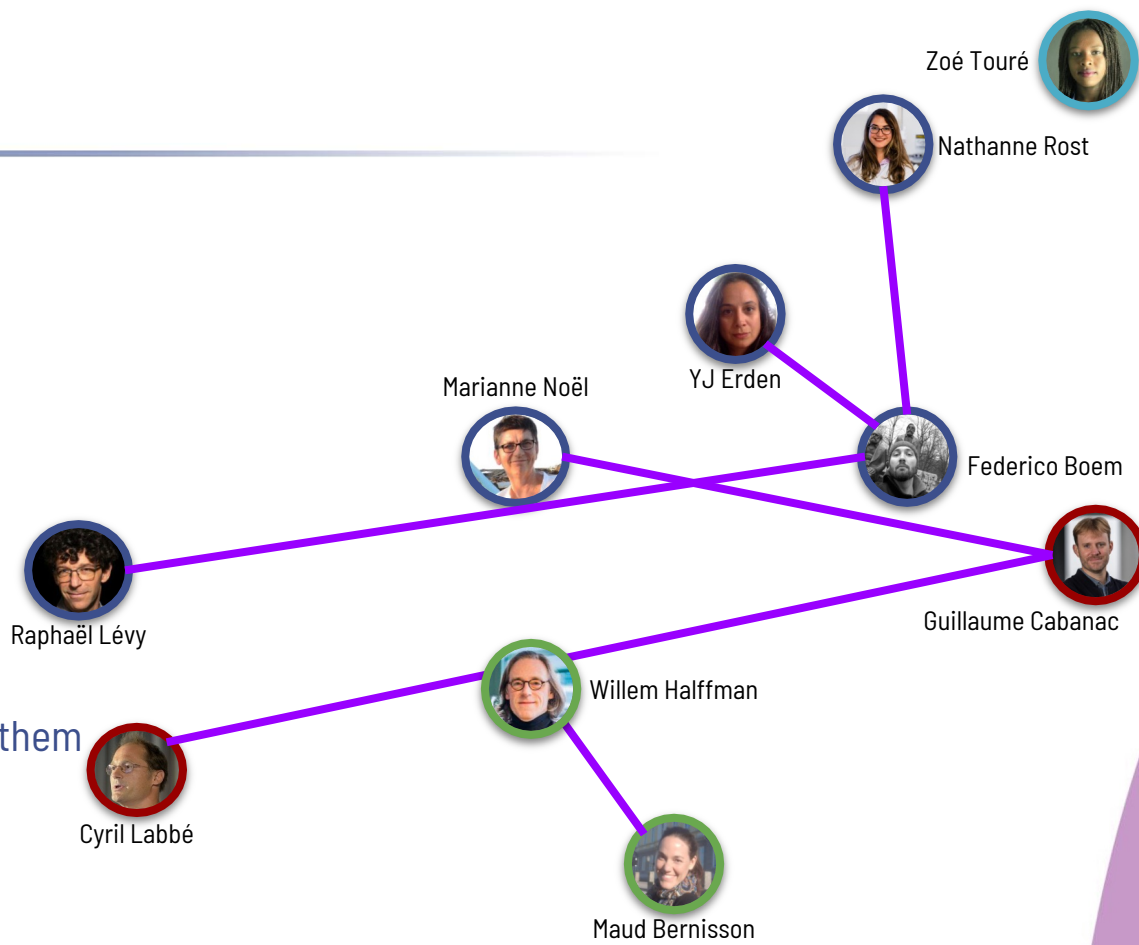 Zoé Touré
Nathanne Rost
YJ Erden
Marianne Noël
Federico Boem
Guillaume Cabanac
Raphaël Lévy
Willem Halffman
them
Cyril Labbé
Maud Bernisson